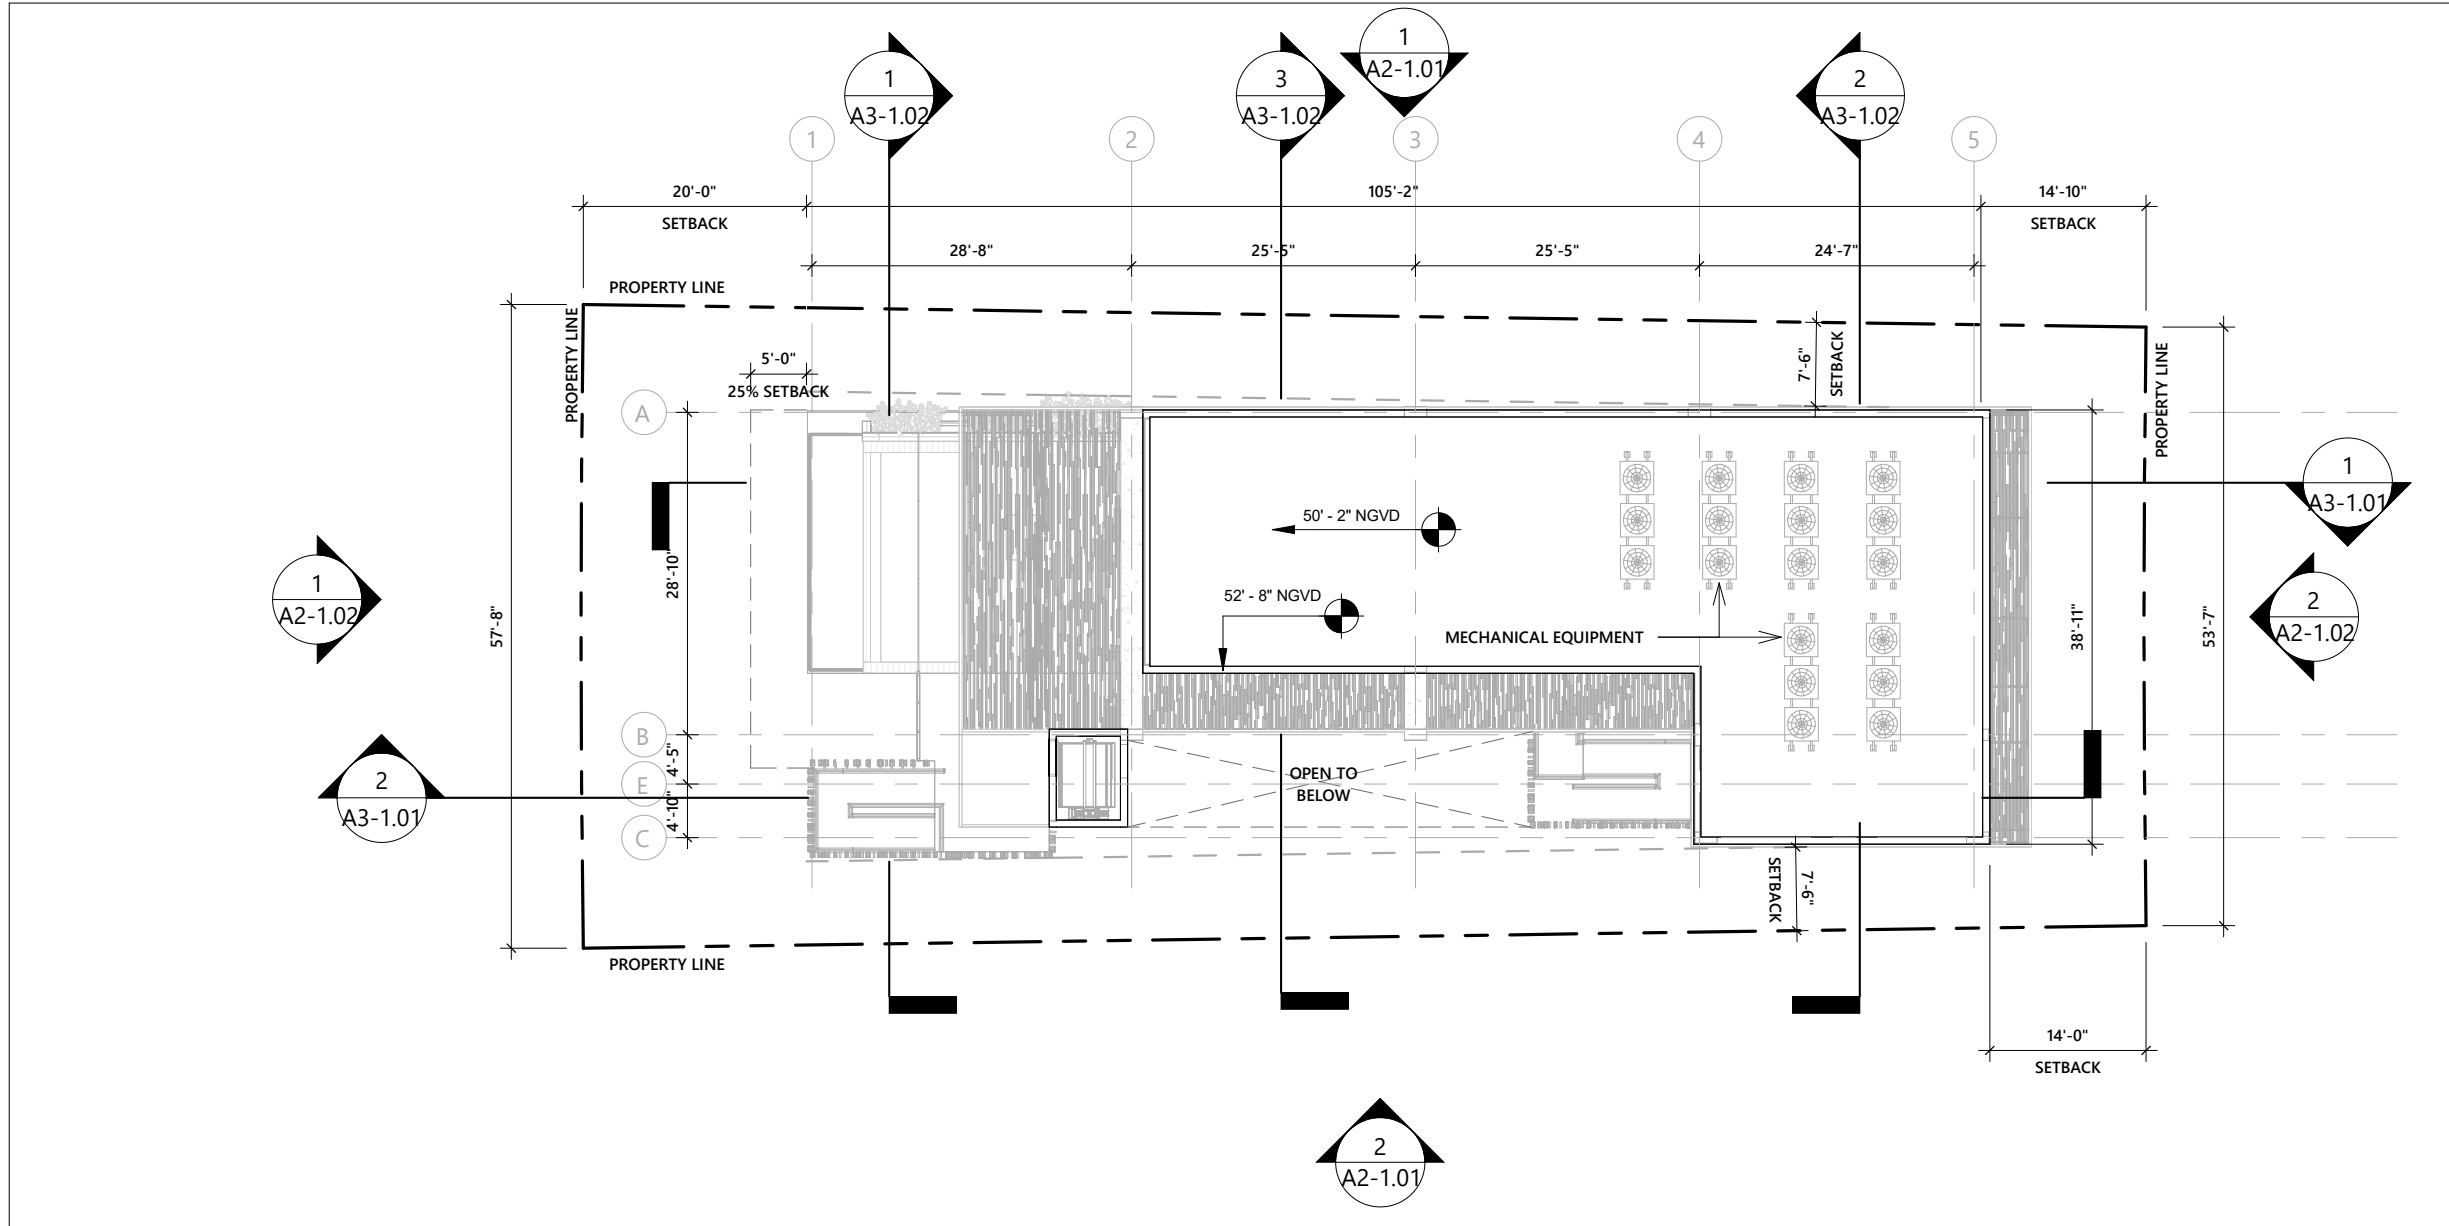 1
A2-1.01
1
A3-1.02
3
A3-1.02
2
A3-1.02
1
2
3
4
5
20'-0"
SETBACK
105'-2"
14'-10"
SETBACK
28'-8"
25'-5"
25'-5"
24'-7"
PROPERTY LINE
PROPERTY LINE
5'-0"
25% SETBACK
7'-6"
SETBACK
PROPERTY LINE
A
1
A3-1.01
50' - 2" NGVD
52' - 8" NGVD
MECHANICAL EQUIPMENT
1
A2-1.02
57'-8"
28'-10"
38'-11"
53'-7"
2
A2-1.02
B
4'-5"
E
4'-10"
C
OPEN TO
BELOW
2
A3-1.01
SETBACK
7'-6"
PROPERTY LINE
14'-0"
SETBACK
2
A2-1.01